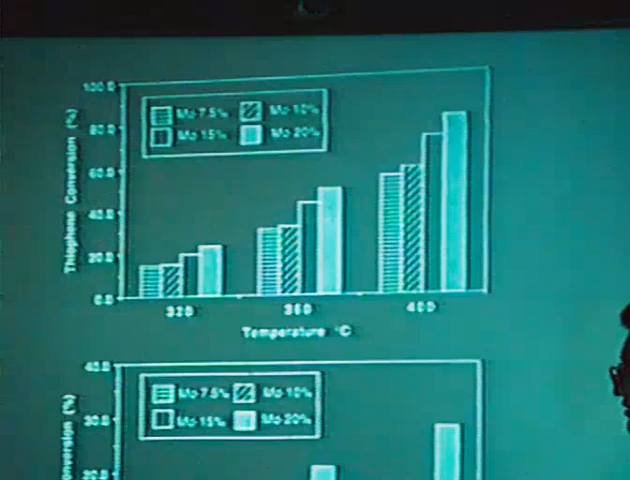 100.0
Mo 7.5% Mo 10%
80.0
Mo 15% Mo 20%
60.0
40.0
20.0
0.0
Thiophene Conversion (%)
320 360 400
Temperature °C
40.0
Mo 7.5% Mo 10%
Mo 15% Mo 20%
30.0
20.0
onversion (%)